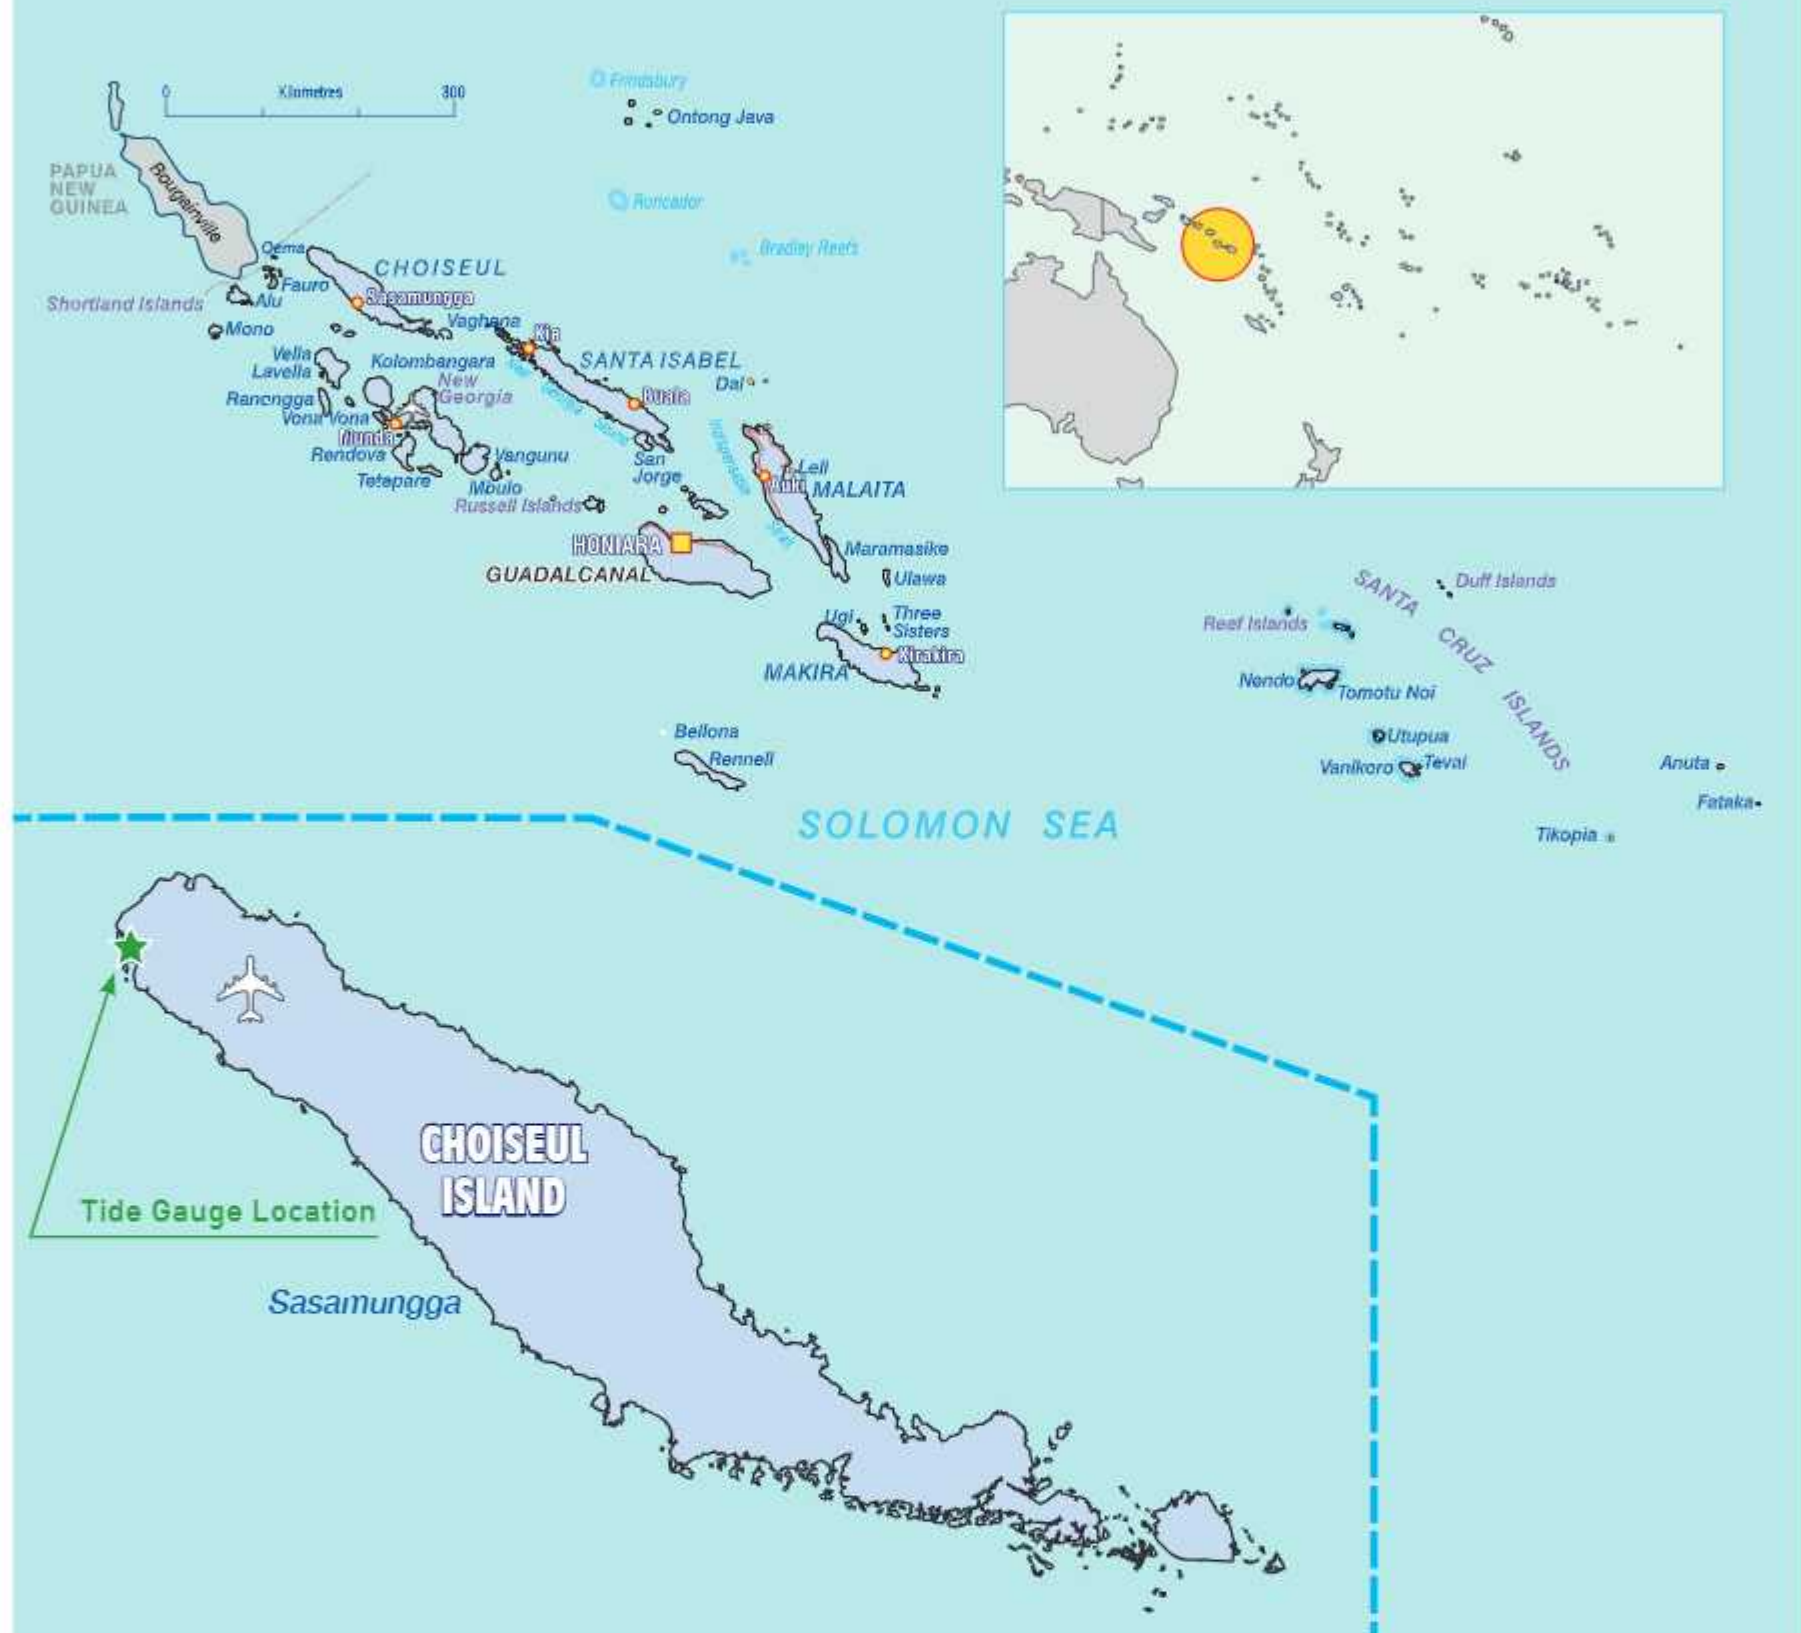 0 Kilometres 300
Frindsbury
Ontong Java
PAPUA
NEW
GUINEA
Bougainville
Roncador
Bradley Reefs
Oema
CHOISEUL
Fauro
Sasamungga
Shortland Islands
Alu
Mono
Vaghena
Kia
Vella
Lavella
Kolombangara
SANTA ISABEL
New
Georgia
Dai
Ranongga
Buala
Vona Vona
Munda
Rendova
Vangunu
San
Jorge
Tetepare
Mbulo
Russell Islands
Indispensable
Strait
Leli
Auki
MALAITA
HONIARA
GUADALCANAL
Maramasike
Ulawa
Ugi
Three
Sisters
Kirakira
MAKIRA
Bellona
Rennell
SANTA CRUZ ISLANDS
Duff Islands
Reef Islands
Nendo
Tomotu Noi
Utupua
Vanikoro
Tevai
Anuta
Fataka
Tikopia
SOLOMON SEA
CHOISEUL
ISLAND
Tide Gauge Location
Sasamungga